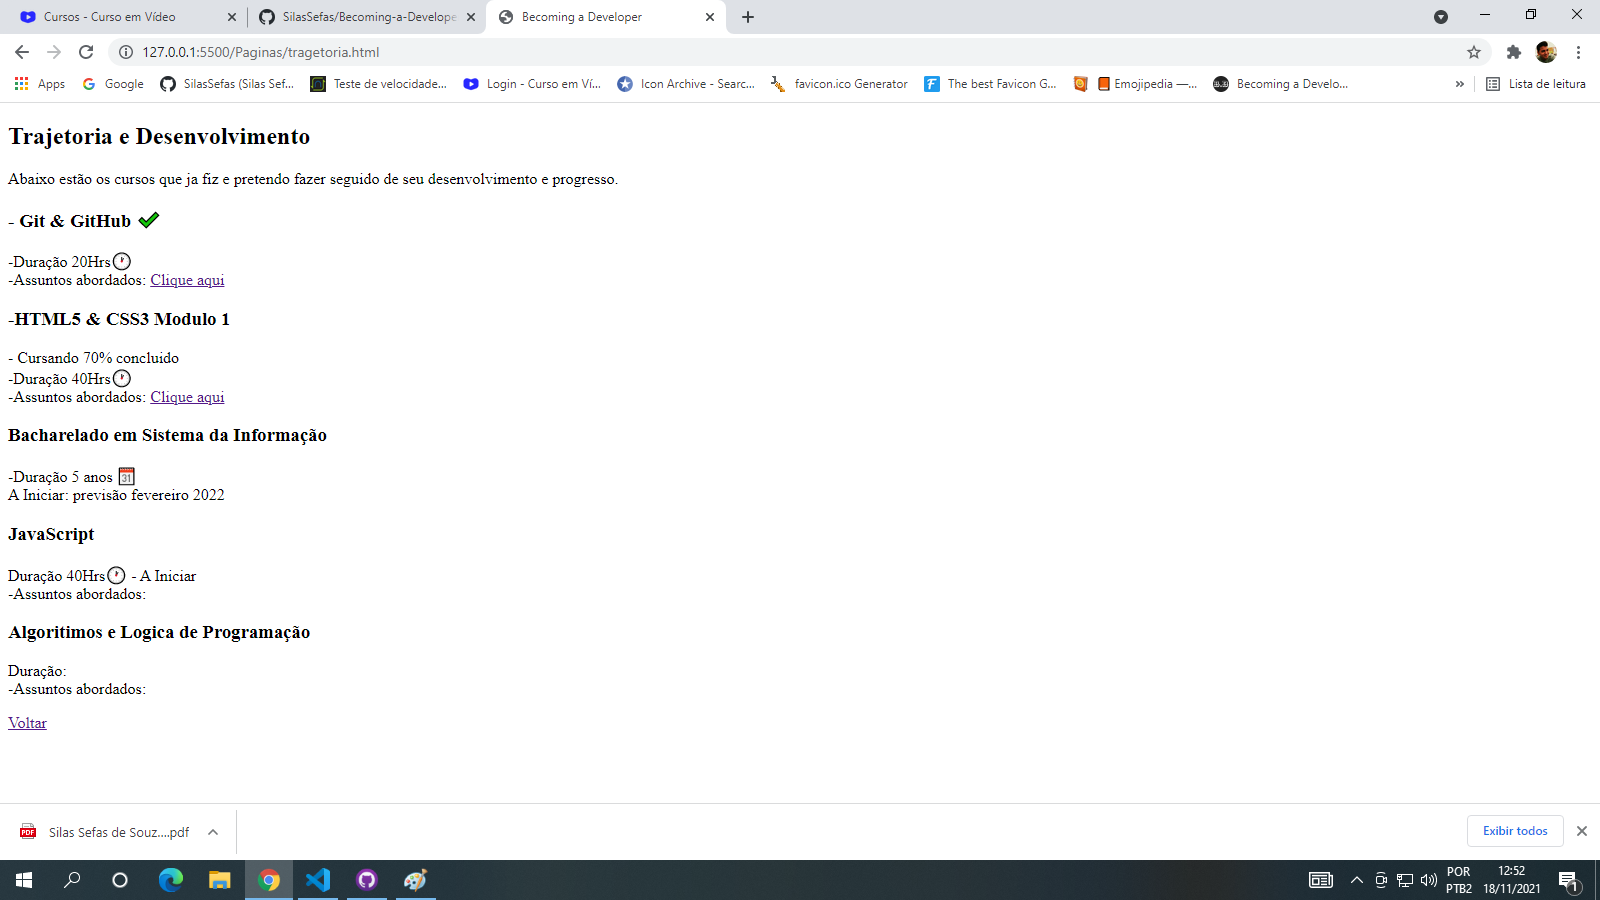 Cursos - Curso em Vídeo
SilasSefas/Becoming-a-Develope
Becoming a Developer
127.0.0.1:5500/Paginas/tragetoria.html
Apps
Google
SilasSefas (Silas Sef...
Teste de velocidade...
Login - Curso em Ví...
Icon Archive - Searc...
favicon.ico Generator
The best Favicon G...
Emojipedia —...
Becoming a Develo...
»
Lista de leitura
Trajetoria e Desenvolvimento
Abaixo estão os cursos que ja fiz e pretendo fazer seguido de seu desenvolvimento e progresso.
- Git & GitHub ✔
-Duração 20Hrs🕐
-Assuntos abordados: Clique aqui
-HTML5 & CSS3 Modulo 1
- Cursando 70% concluido
-Duração 40Hrs🕐
-Assuntos abordados: Clique aqui
Bacharelado em Sistema da Informação
-Duração 5 anos 📅
A Iniciar: previsão fevereiro 2022
JavaScript
Duração 40Hrs🕐 - A Iniciar
-Assuntos abordados:
Algoritimos e Logica de Programação
Duração:
-Assuntos abordados:
Voltar
PDF
Silas Sefas de Souz....pdf
Exibir todos
POR
PTB2
12:52
18/11/2021
1